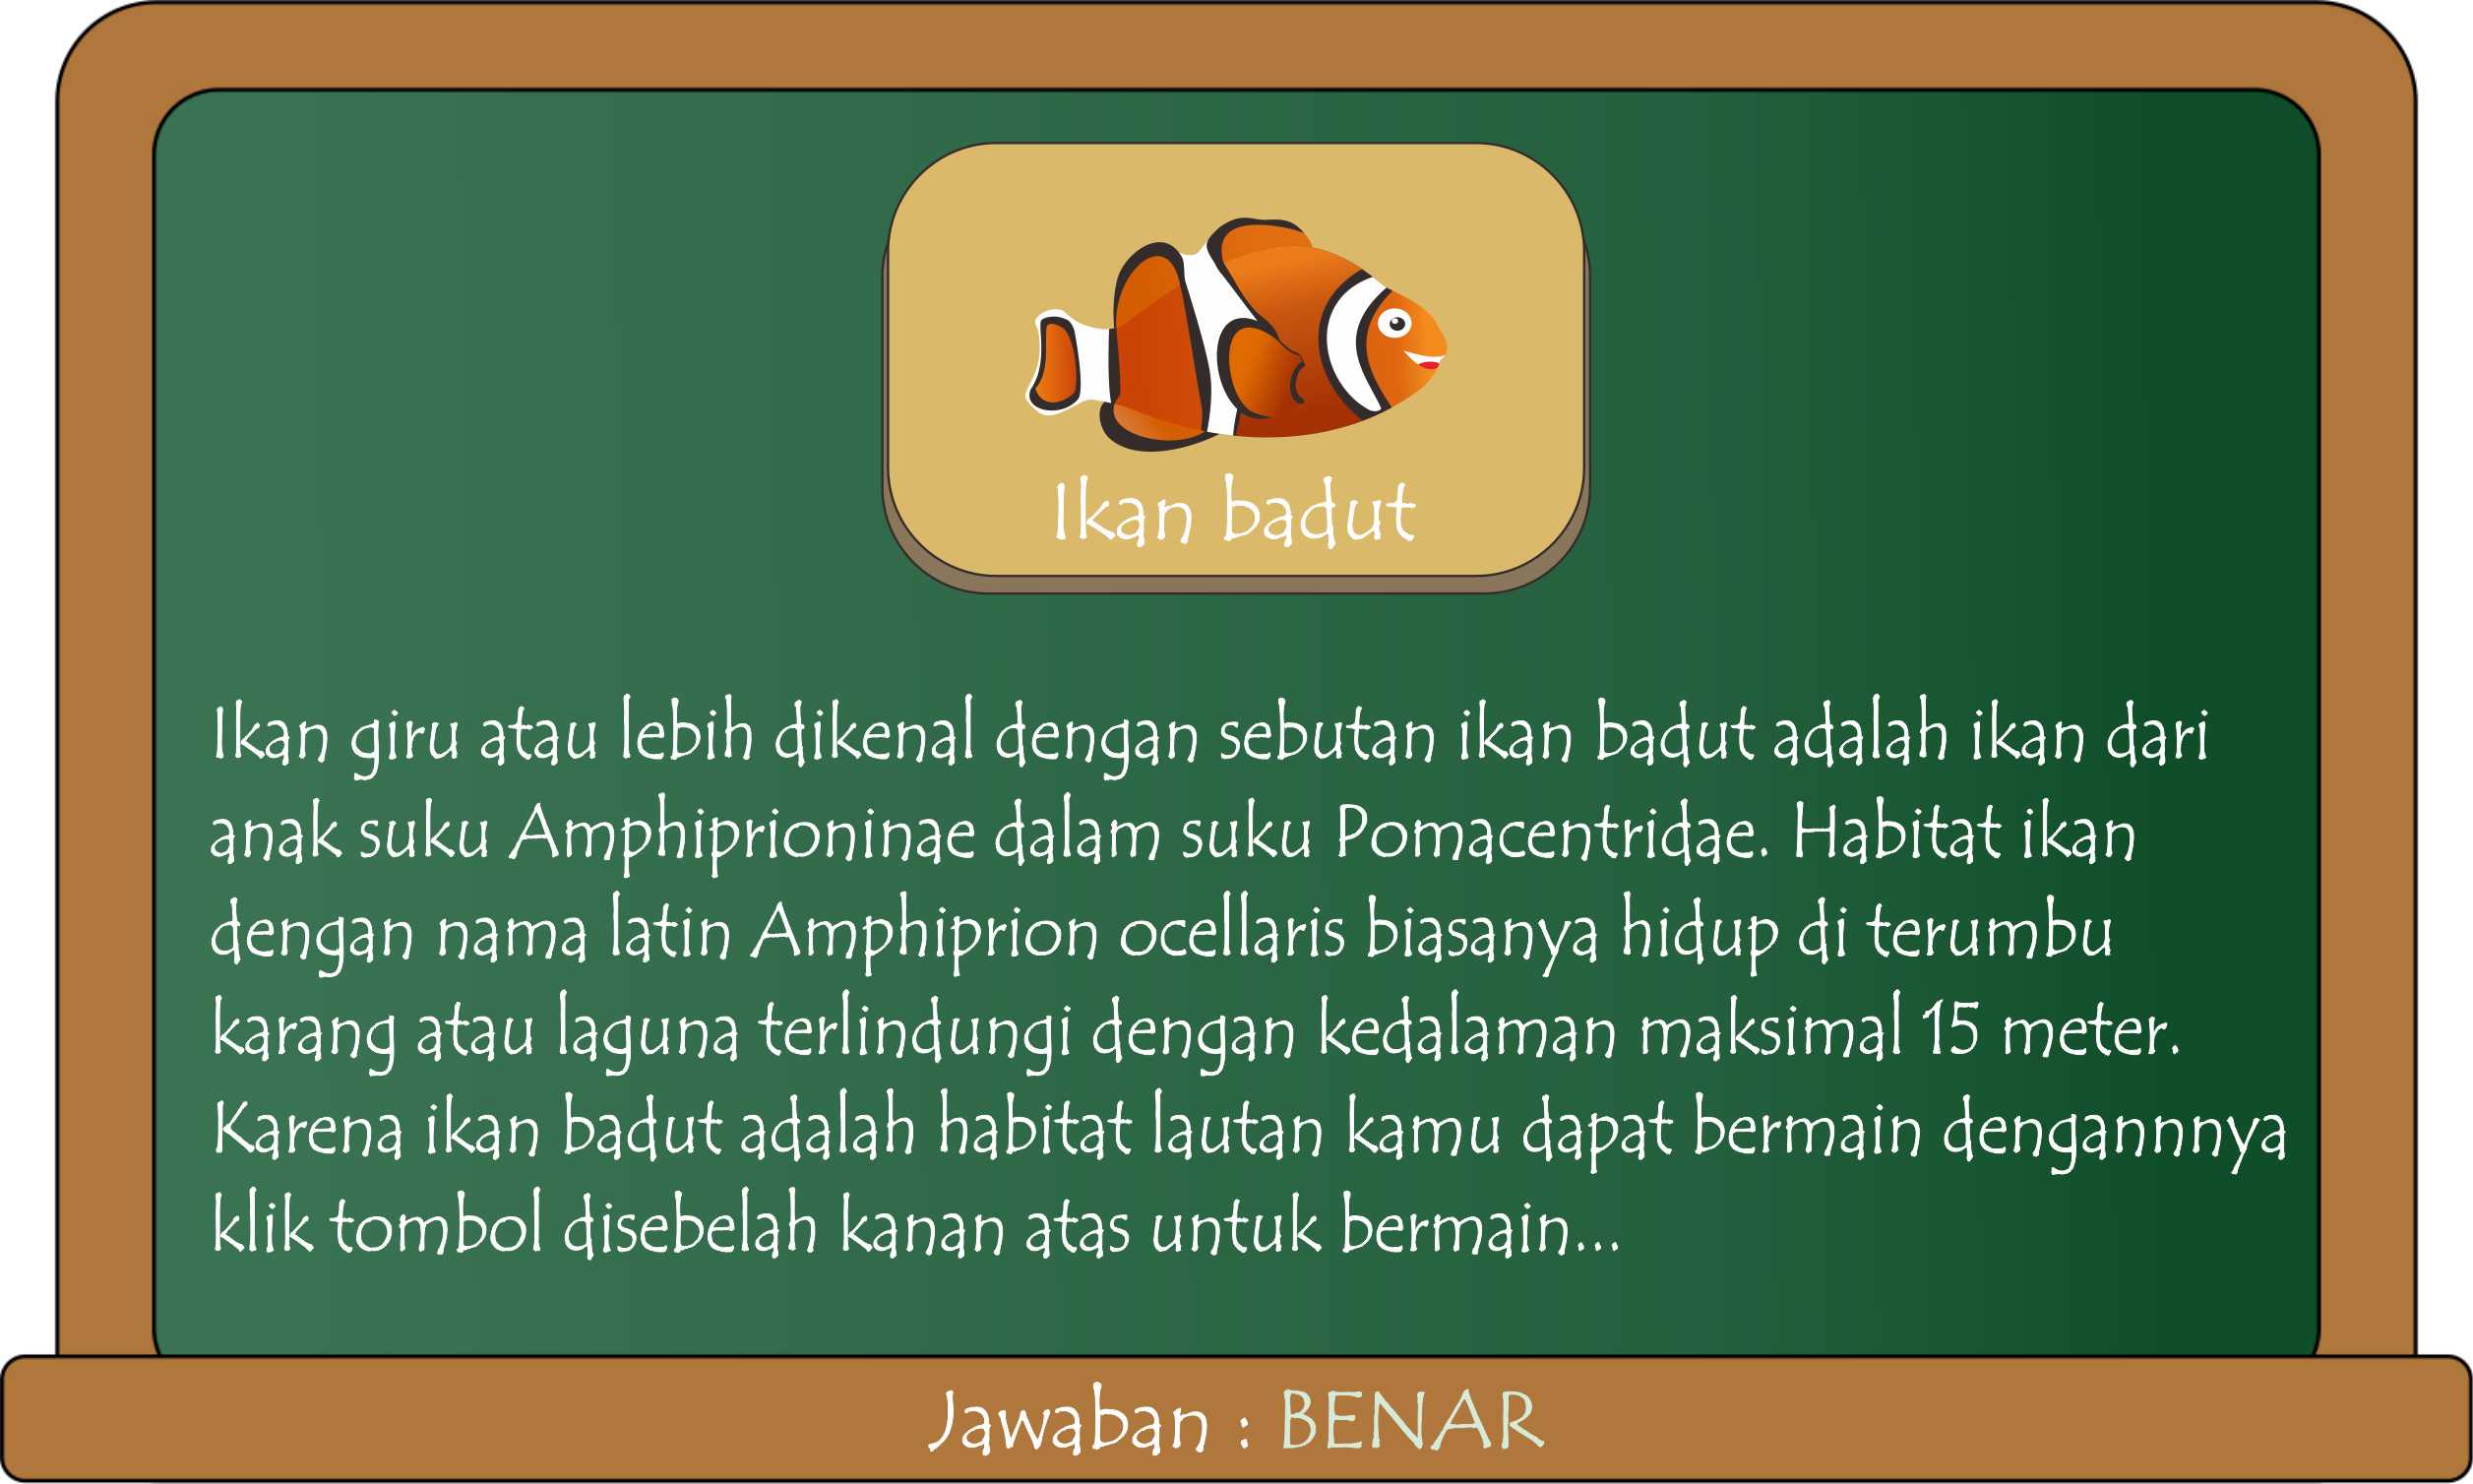 Ikan badut
Ikan giru atau lebih dikenal dengan sebutan ikan badut adalah ikan dari
anak suku Amphiprioninae dalam suku Pomacentridae. Habitat ikan
dengan nama latin Amphiprion ocellaris biasanya hidup di terumbu
karang atau laguna terlindungi dengan kedalaman maksimal 15 meter.
Karena ikan badut adalah habitat lautan kamu dapat bermain dengannnya
klik tombol disebelah kanan atas untuk bermain...
Jawaban : BENAR